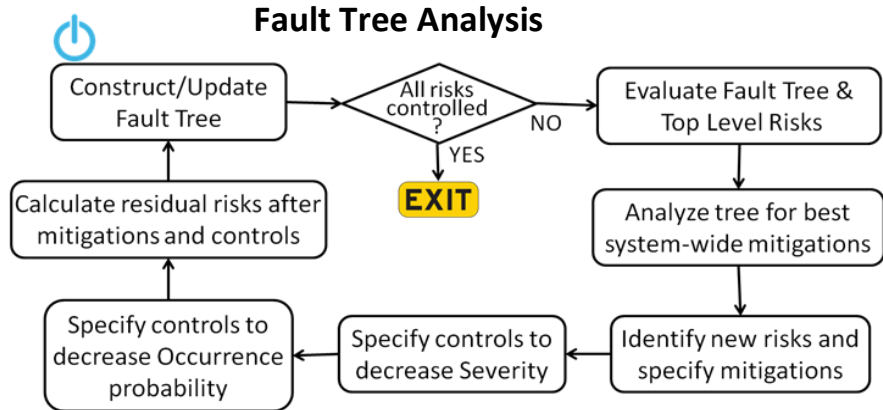 Fault Tree Analysis
Construct/Update
Fault Tree
All risks
controlled
?
NO
YES
EXIT
Evaluate Fault Tree &
Top Level Risks
Analyze tree for best
system-wide mitigations
Identify new risks and
specify mitigations
Specify controls to
decrease Severity
Specify controls to
decrease Occurrence
probability
Calculate residual risks after
mitigations and controls